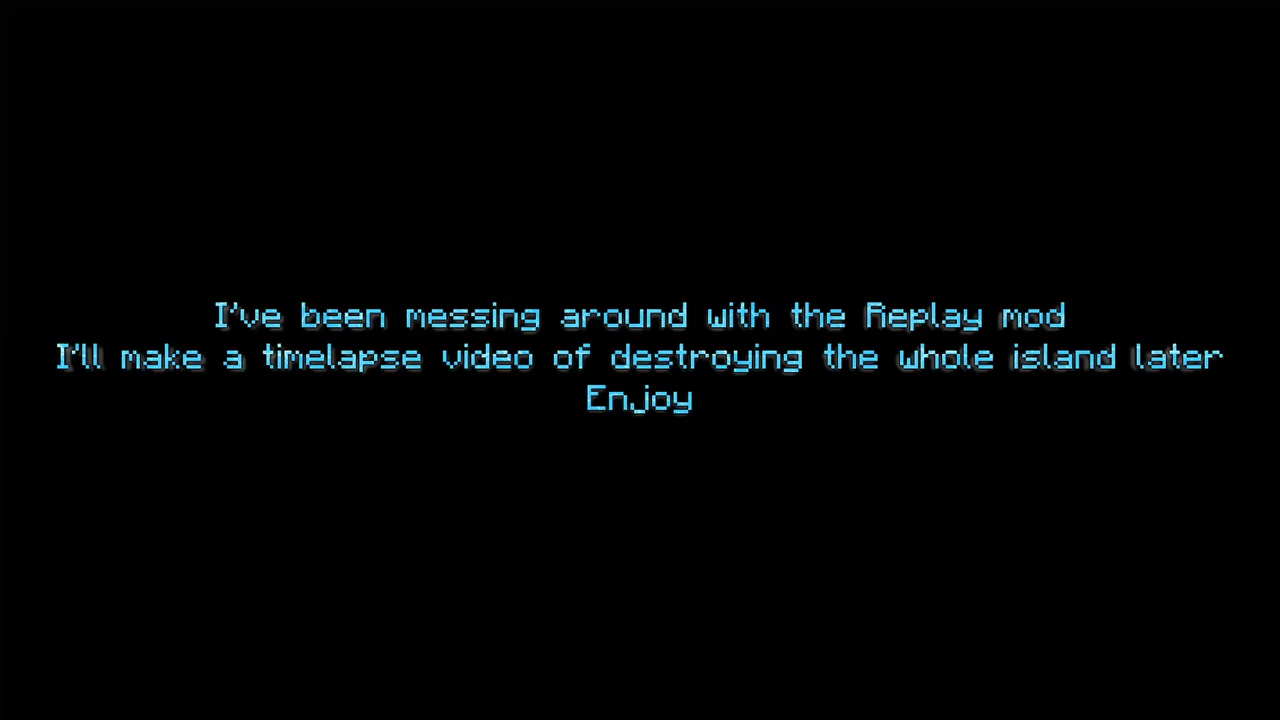 I've been messing around with the Replay mod
I'll make a timelapse video of destroying the whole island later
Enjoy